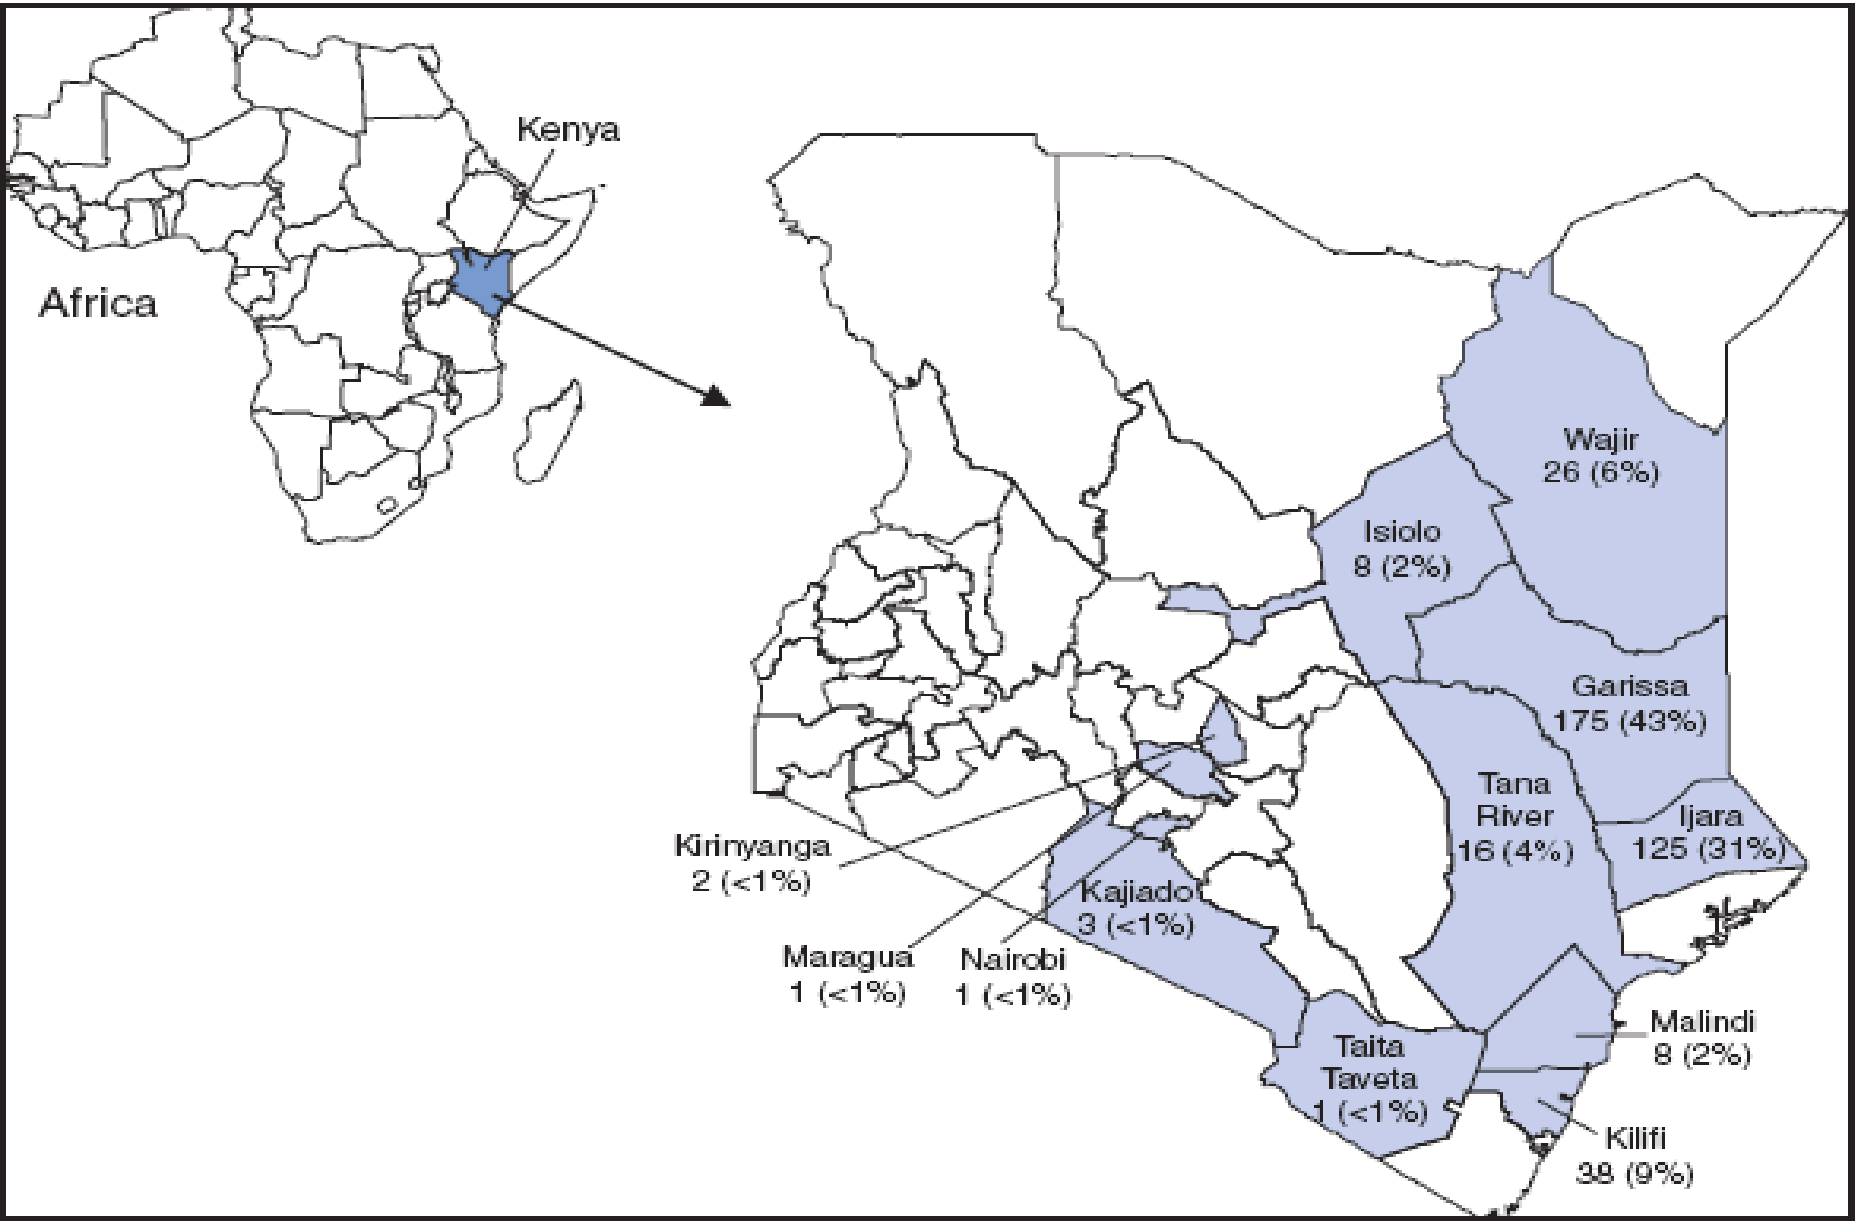 Kenya
Africa
Wajir
26 (6%)
Isiolo
8 (2%)
Garissa
175 (43%)
Tana
River
16 (4%)
Ijara
125 (31%)
Kirinyanga
2 (<1%)
Kajiado
3 (<1%)
Maragua
1 (<1%)
Nairobi
1 (<1%)
Malindi
8 (2%)
Taita
Taveta
1 (<1%)
Kilifi
38 (9%)